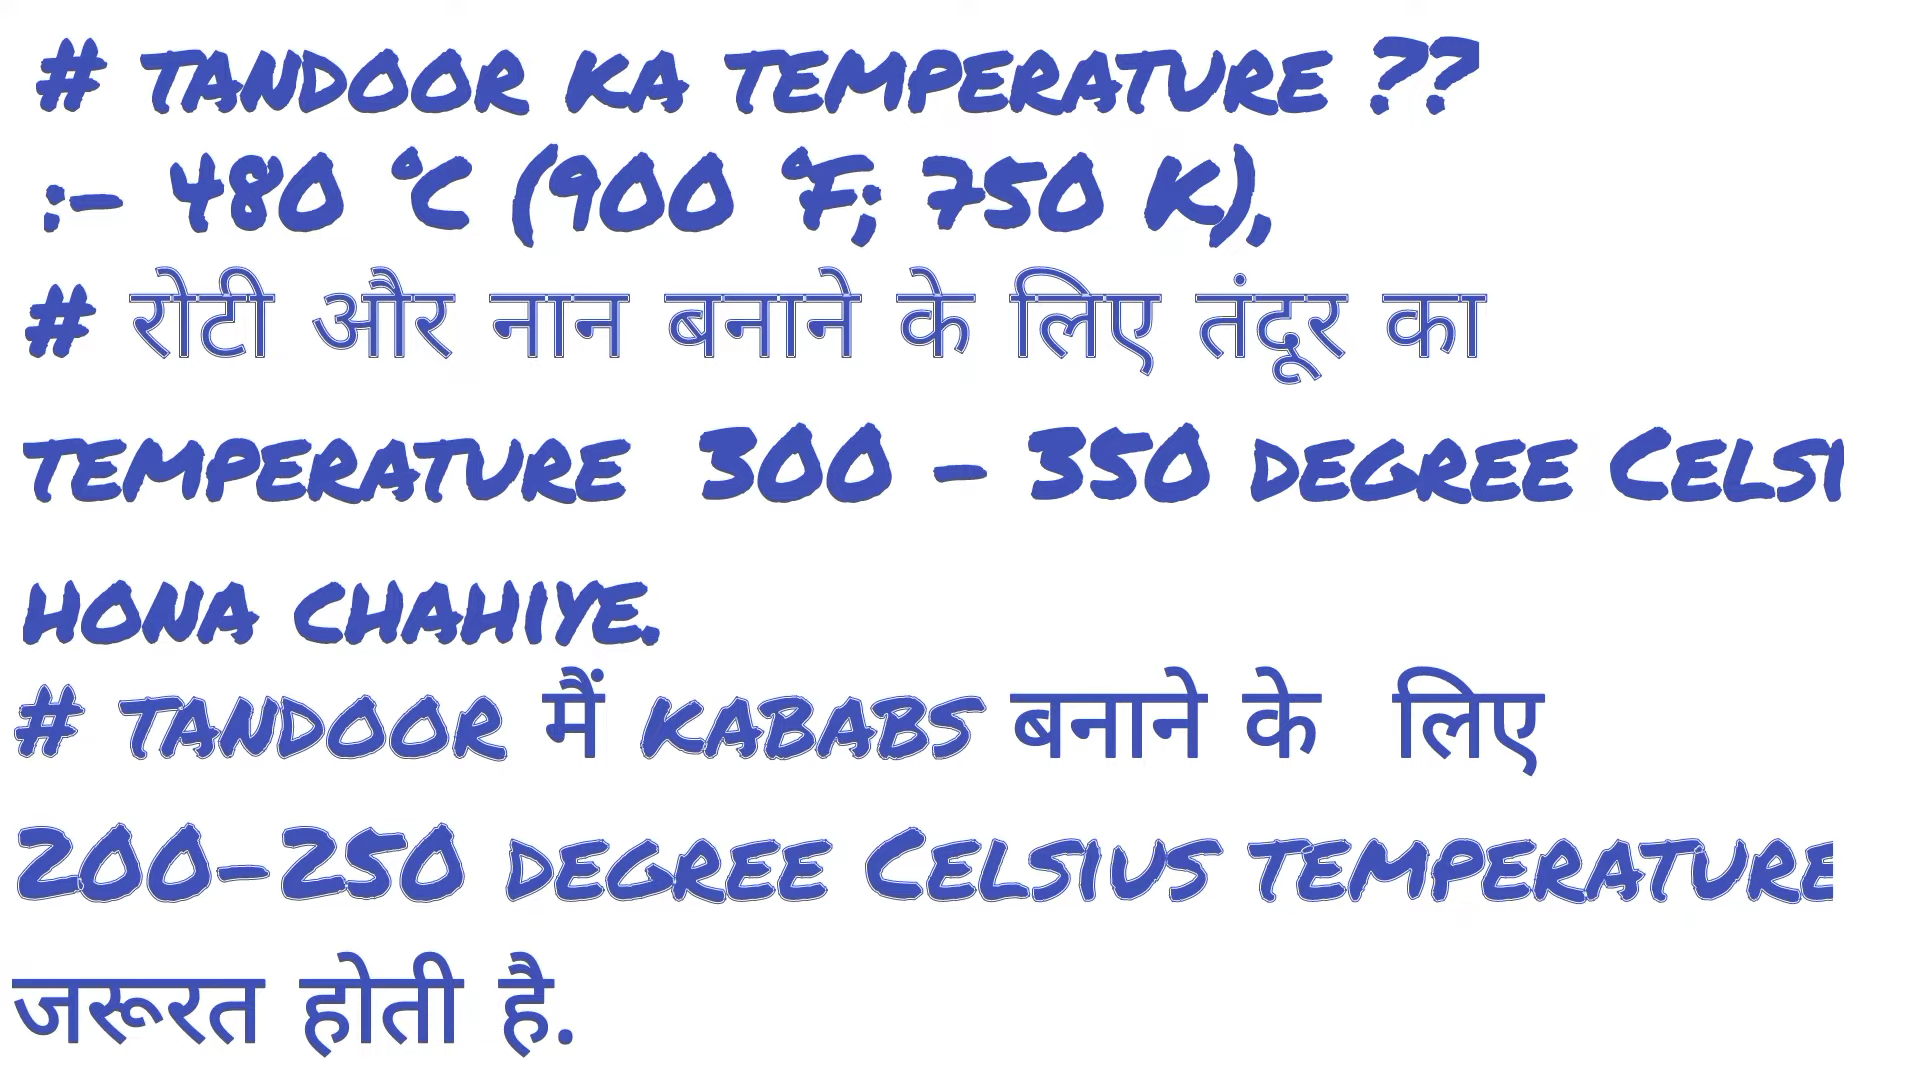 # Tandoor ka temperature ??
:- 480 °C (900 °F; 750 K),
# रोटी और नान बनाने के लिए तंदूर का
temperature 300 - 350 degree Celsi
hona chahiye.
# Tandoor मैं kababs बनाने के लिए
200-250 degree Celsius temperature
जरूरत होती है.